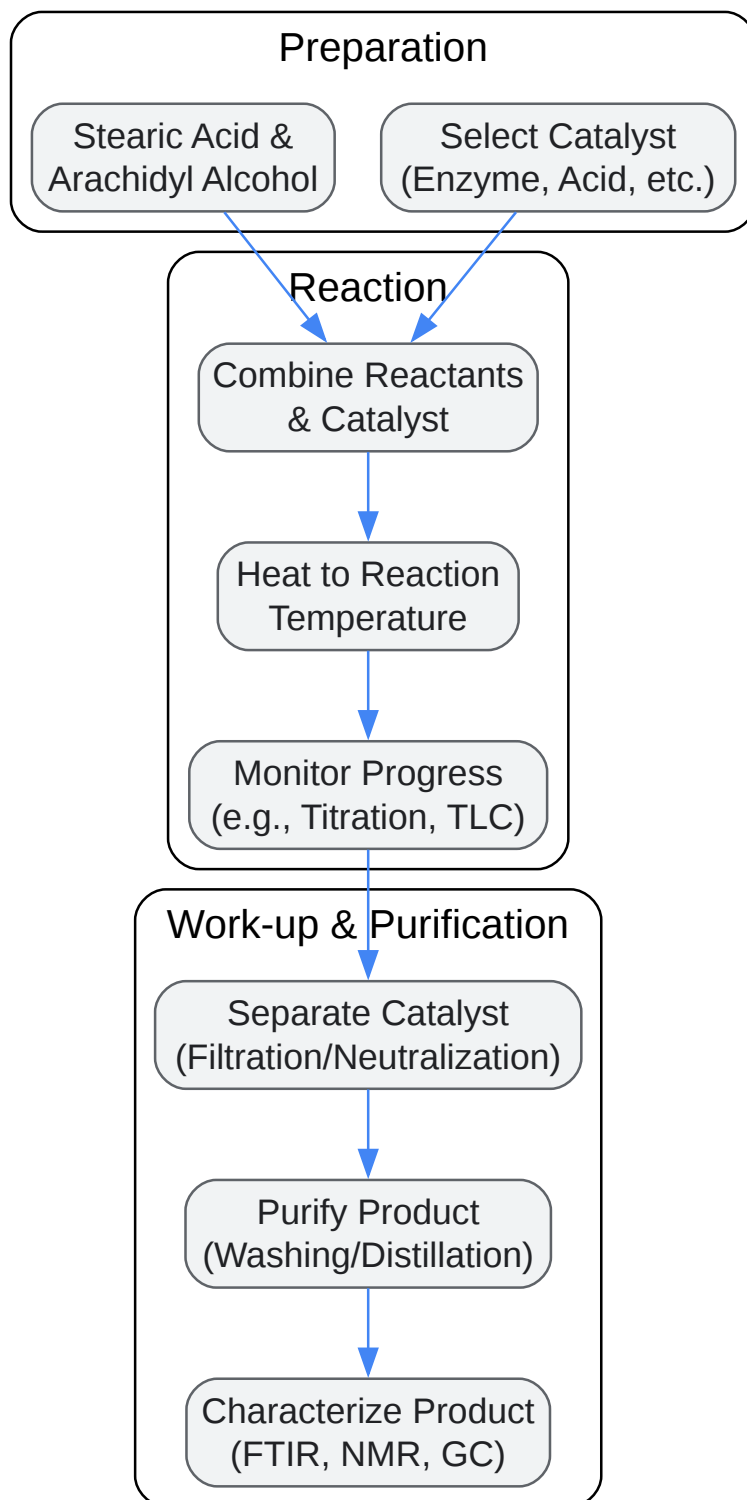 Preparation
Stearic Acid &
Arachidyl Alcohol
Select Catalyst
(Enzyme, Acid, etc.)
Reaction
Combine Reactants
& Catalyst
Heat to Reaction
Temperature
Monitor Progress
(e.g., Titration, TLC)
Work-up & Purification
Separate Catalyst
(Filtration/Neutralization)
Purify Product
(Washing/Distillation)
Characterize Product
(FTIR, NMR, GC)